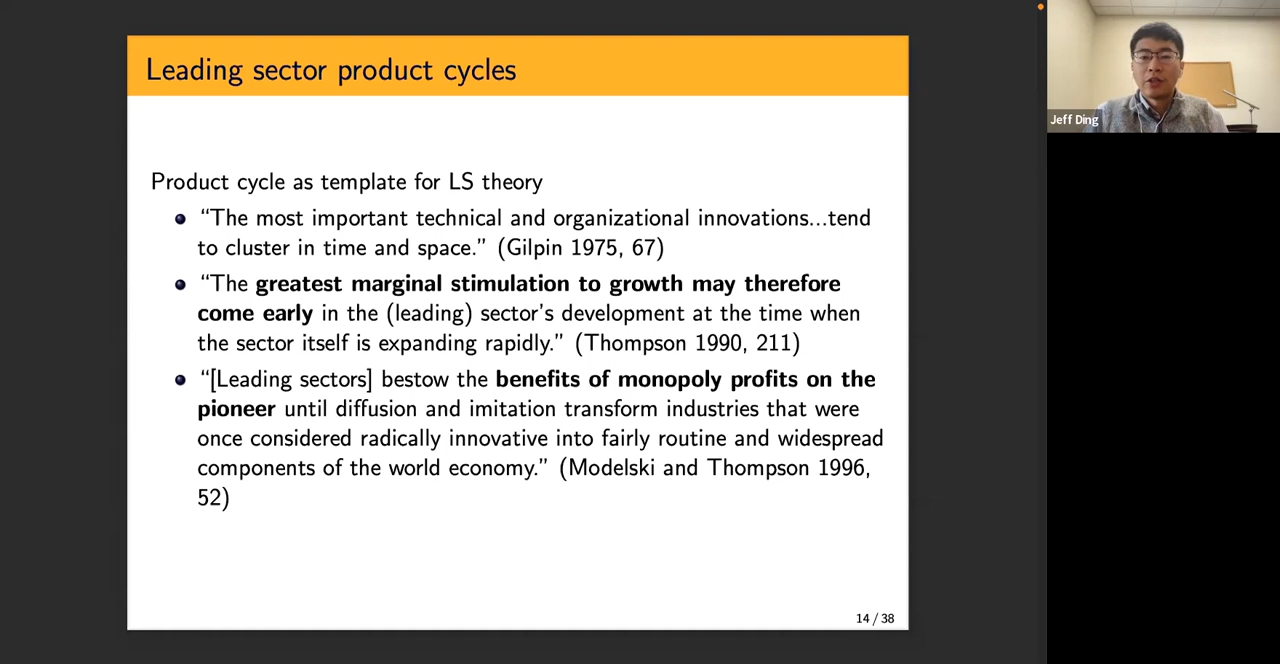 Leading sector product cycles
Product cycle as template for LS theory
“The most important technical and organizational innovations...tend
to cluster in time and space.” (Gilpin 1975, 67)
“The greatest marginal stimulation to growth may therefore
come early in the (leading) sector’s development at the time when
the sector itself is expanding rapidly.” (Thompson 1990, 211)
“[Leading sectors] bestow the benefits of monopoly profits on the
pioneer until diffusion and imitation transform industries that were
once considered radically innovative into fairly routine and widespread
components of the world economy.” (Modelski and Thompson 1996,
52)
14 / 38
Jeff Ding